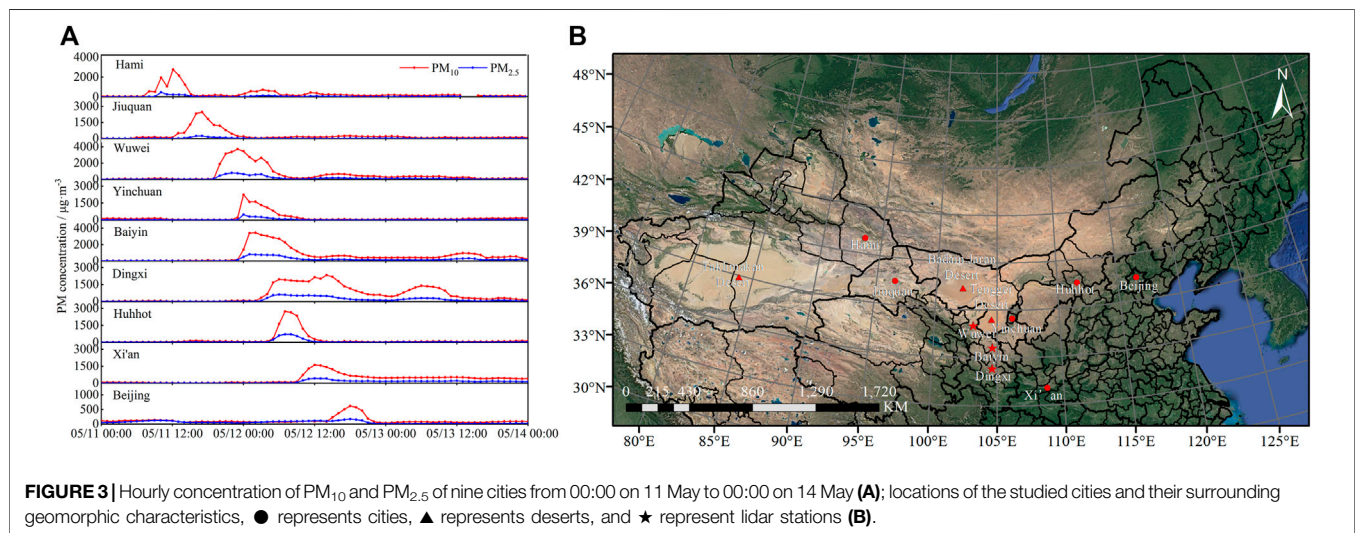 A
B
PM concentration / μg·m⁻³
4000
2000
0
Hami
PM₁₀
PM₂.₅
3000
1500
0
Jiuquan
4000
2000
0
Wuwei
3000
1500
0
Yinchuan
4000
2000
0
Baiyin
3000
1500
0
Dingxi
3000
1500
0
Huhhot
3000
1500
0
Xi'an
1000
500
0
Beijing
05/11 00:00 05/11 12:00 05/12 00:00 05/12 12:00 05/13 00:00 05/13 12:00 05/14 00:00
N
48°N
45°N
42°N
39°N
36°N
33°N
30°N
Hami
Desert
Badain Jaran
Desert
Jiuquan
Tengger
Desert
Huhhot
Beijing
Wuwei
Yinchuan
Baiyin
Dingxi
Xi'an
0 215 430 860 1,290 1,720
KM
80°E 85°E 90°E 95°E 100°E 105°E 110°E 115°E 120°E 125°E
FIGURE 3 | Hourly concentration of PM₁₀ and PM₂.₅ of nine cities from 00:00 on 11 May to 00:00 on 14 May (A); locations of the studied cities and their surrounding
geomorphic characteristics, ● represents cities, ▲ represents deserts, and ★ represent lidar stations (B).